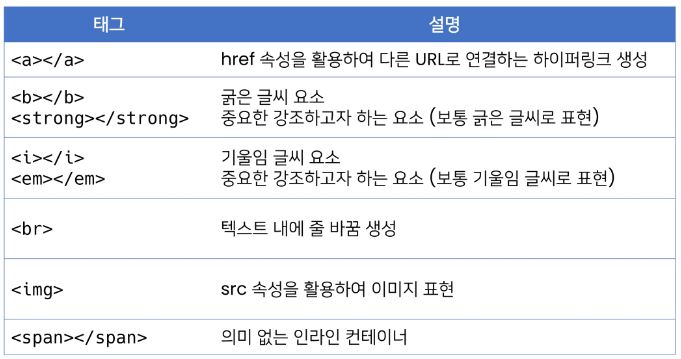 태그 설명
<a></a> href 속성을 활용하여 다른 URL로 연결하는 하이퍼링크 생성
<b></b> 굵은 글씨 요소
<strong></strong> 중요한 강조하고자 하는 요소 (보통 굵은 글씨로 표현)
<i></i> 기울임 글씨 요소
<em></em> 중요한 강조하고자 하는 요소 (보통 기울임 글씨로 표현)
<br> 텍스트 내에 줄 바꿈 생성
<img> src 속성을 활용하여 이미지 표현
<span></span> 의미 없는 인라인 컨테이너